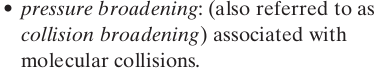 • pressure broadening: (also referred to as
collision broadening) associated with
molecular collisions.